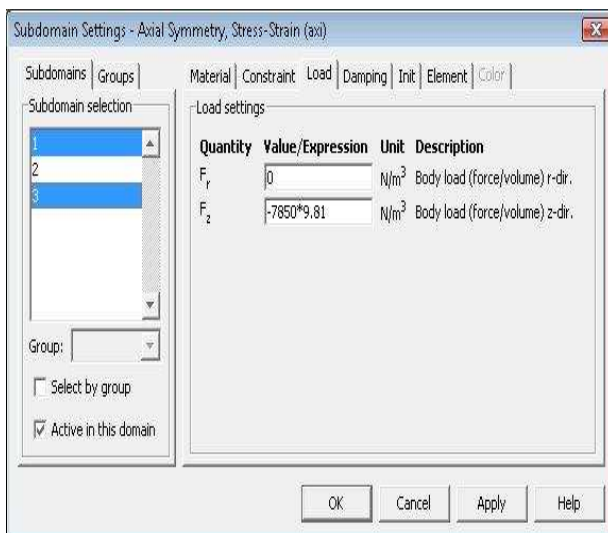 Subdomain Settings - Axial Symmetry, Stress-Strain (axi)
Subdomains Groups
Subdomain selection
1
2
3
Group:
Select by group
Active in this domain
Material Constraint Load Damping Init Element Color
Load settings
Quantity Value/Expression Unit Description
Fr 0 N/m³ Body load (force/volume) r-dir.
Fz -7850*9.81 N/m³ Body load (force/volume) z-dir.
OK Cancel Apply Help